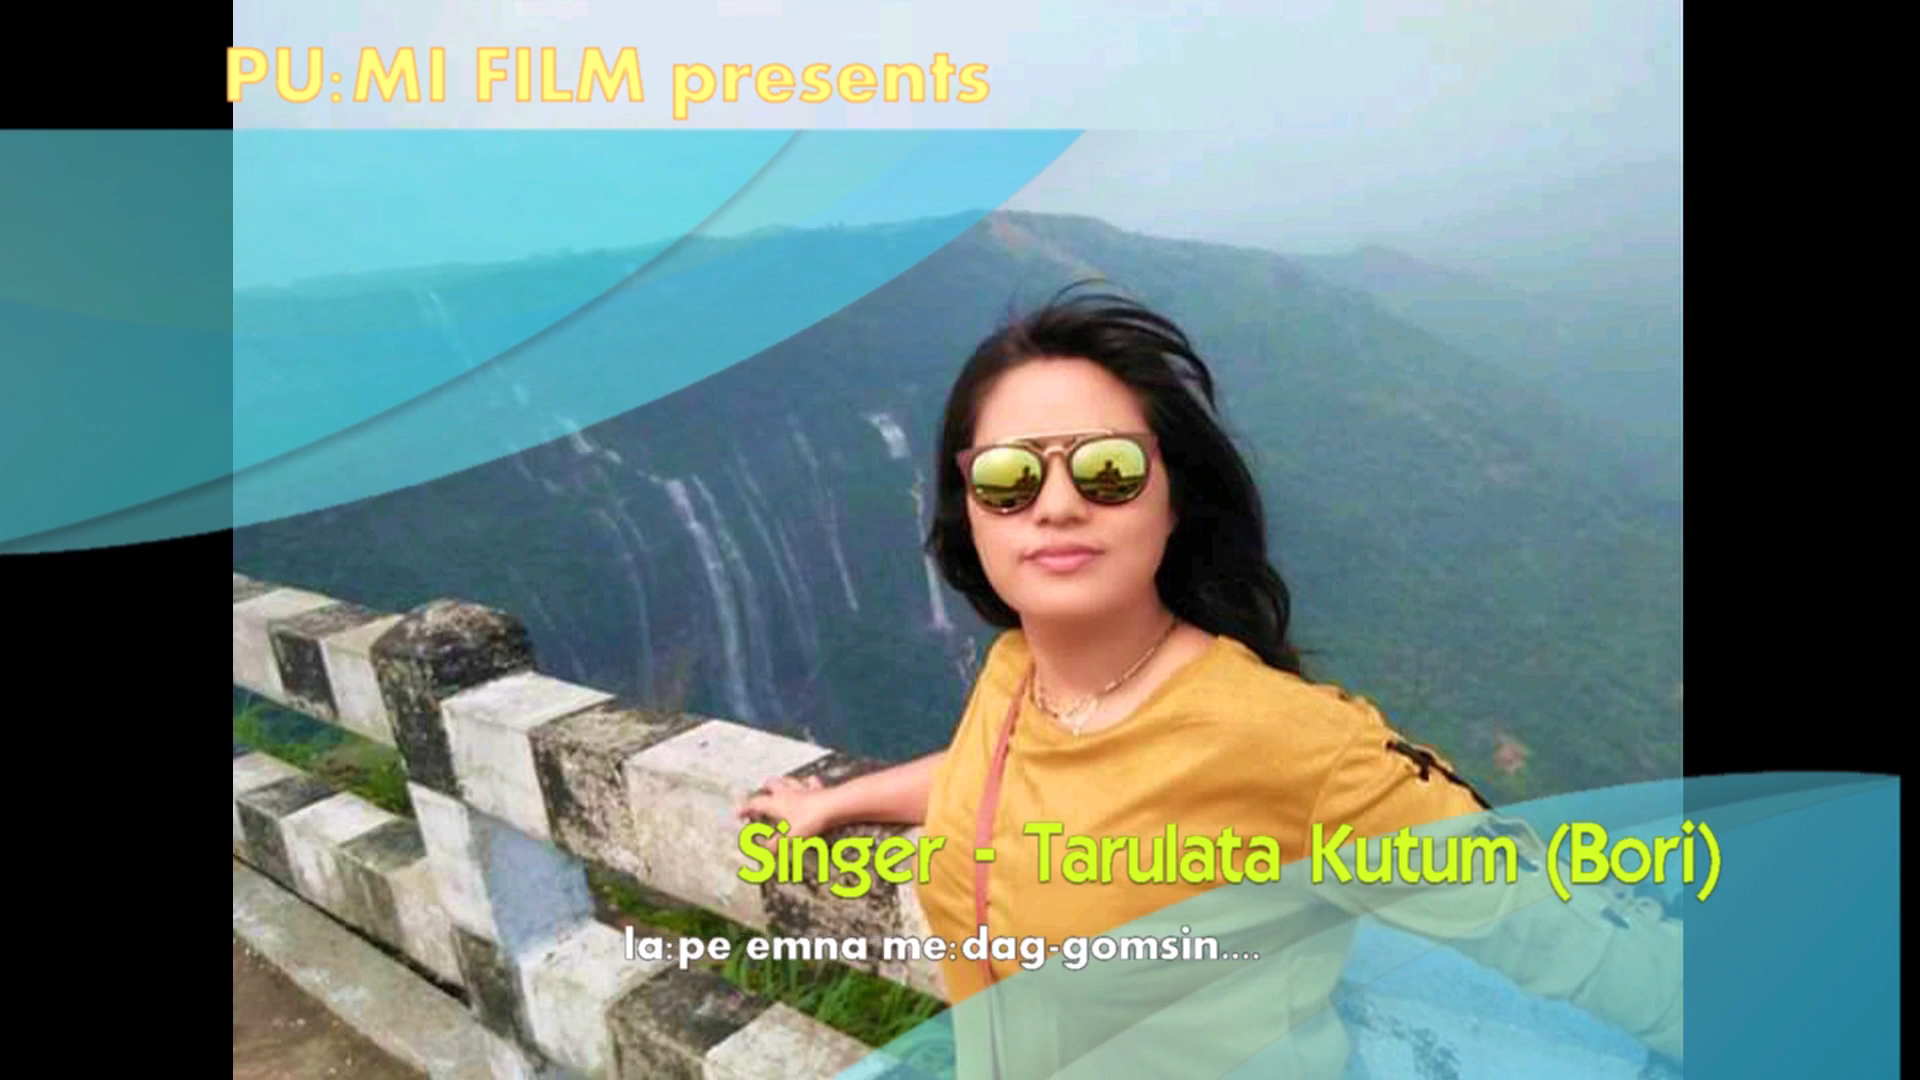 PU:MI FILM presents
Singer - Tarulata Kutum (Bori)
la:pe emna me:dag-gomsin....